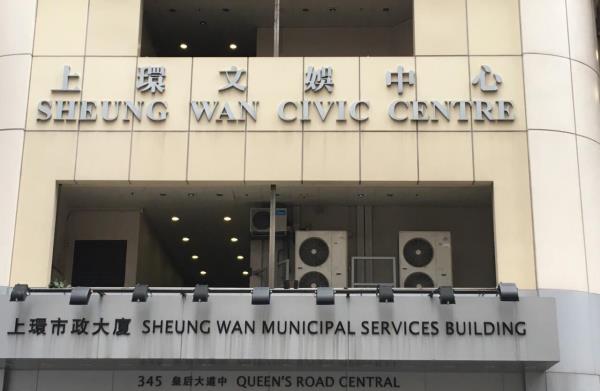 上環文娛中心
SHEUNG WAN CIVIC CENTRE
上環市政大廈 SHEUNG WAN MUNICIPAL SERVICES BUILDING
345 皇后大道中 QUEEN'S ROAD CENTRAL